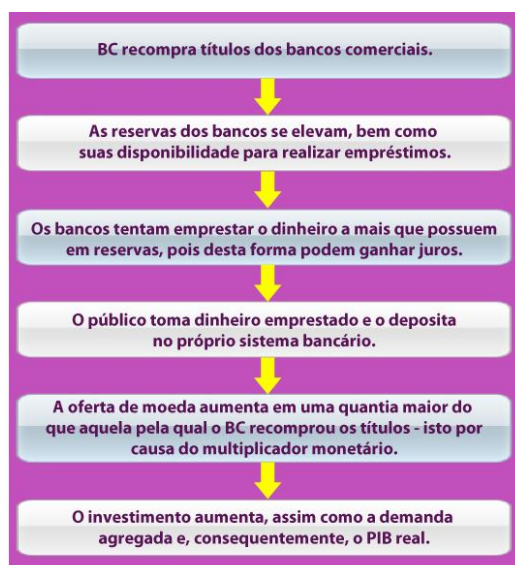 BC recompra títulos dos bancos comerciais.
As reservas dos bancos se elevam, bem como
suas disponibilidade para realizar empréstimos.
Os bancos tentam emprestar o dinheiro a mais que possuem
em reservas, pois desta forma podem ganhar juros.
O público toma dinheiro emprestado e o deposita
no próprio sistema bancário.
A oferta de moeda aumenta em uma quantia maior do
que aquela pela qual o BC recomprou os títulos - isto por
causa do multiplicador monetário.
O investimento aumenta, assim como a demanda
agregada e, consequentemente, o PIB real.